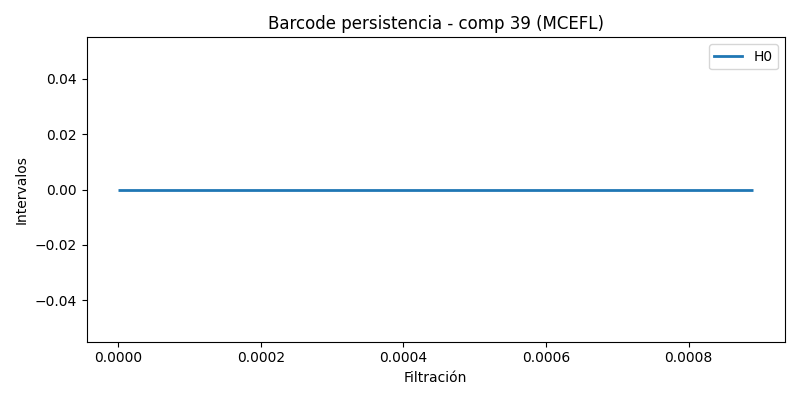 Barcode persistencia - comp 39 (MCEFL)
H0
0.04
0.02
0.00
−0.02
−0.04
Intervalos
0.0000 0.0002 0.0004 0.0006 0.0008
Filtración